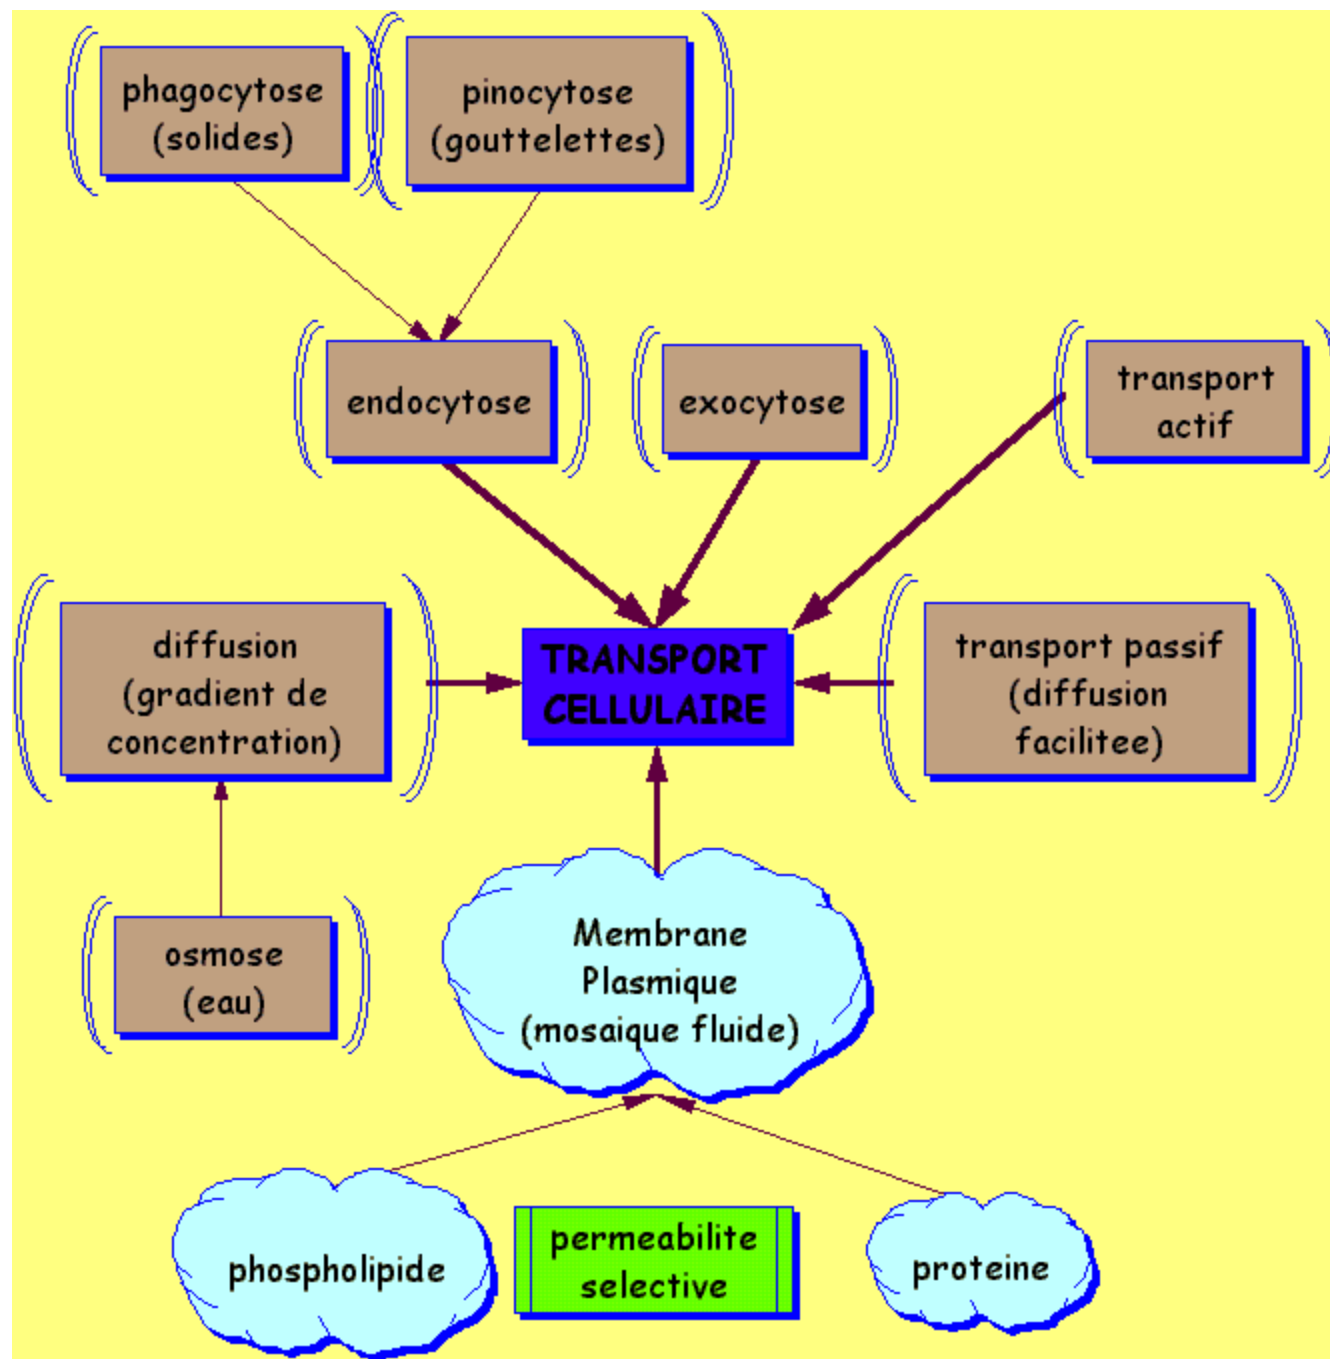 phagocytose
(solides)
pinocytose
(gouttelettes)
endocytose
exocytose
transport
actif
diffusion
(gradient de
concentration)
TRANSPORT
CELLULAIRE
transport passif
(diffusion
facilitee)
osmose
(eau)
Membrane
Plasmique
(mosaique fluide)
phospholipide
permeabilite
selective
proteine